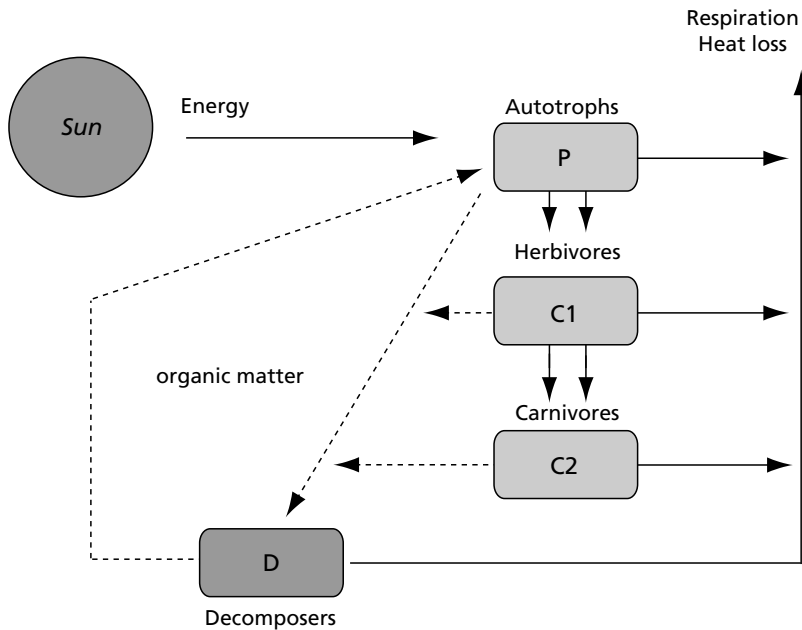 Respiration
Heat loss
Energy
Autotrophs
Sun
P
Herbivores
C1
organic matter
Carnivores
C2
D
Decomposers